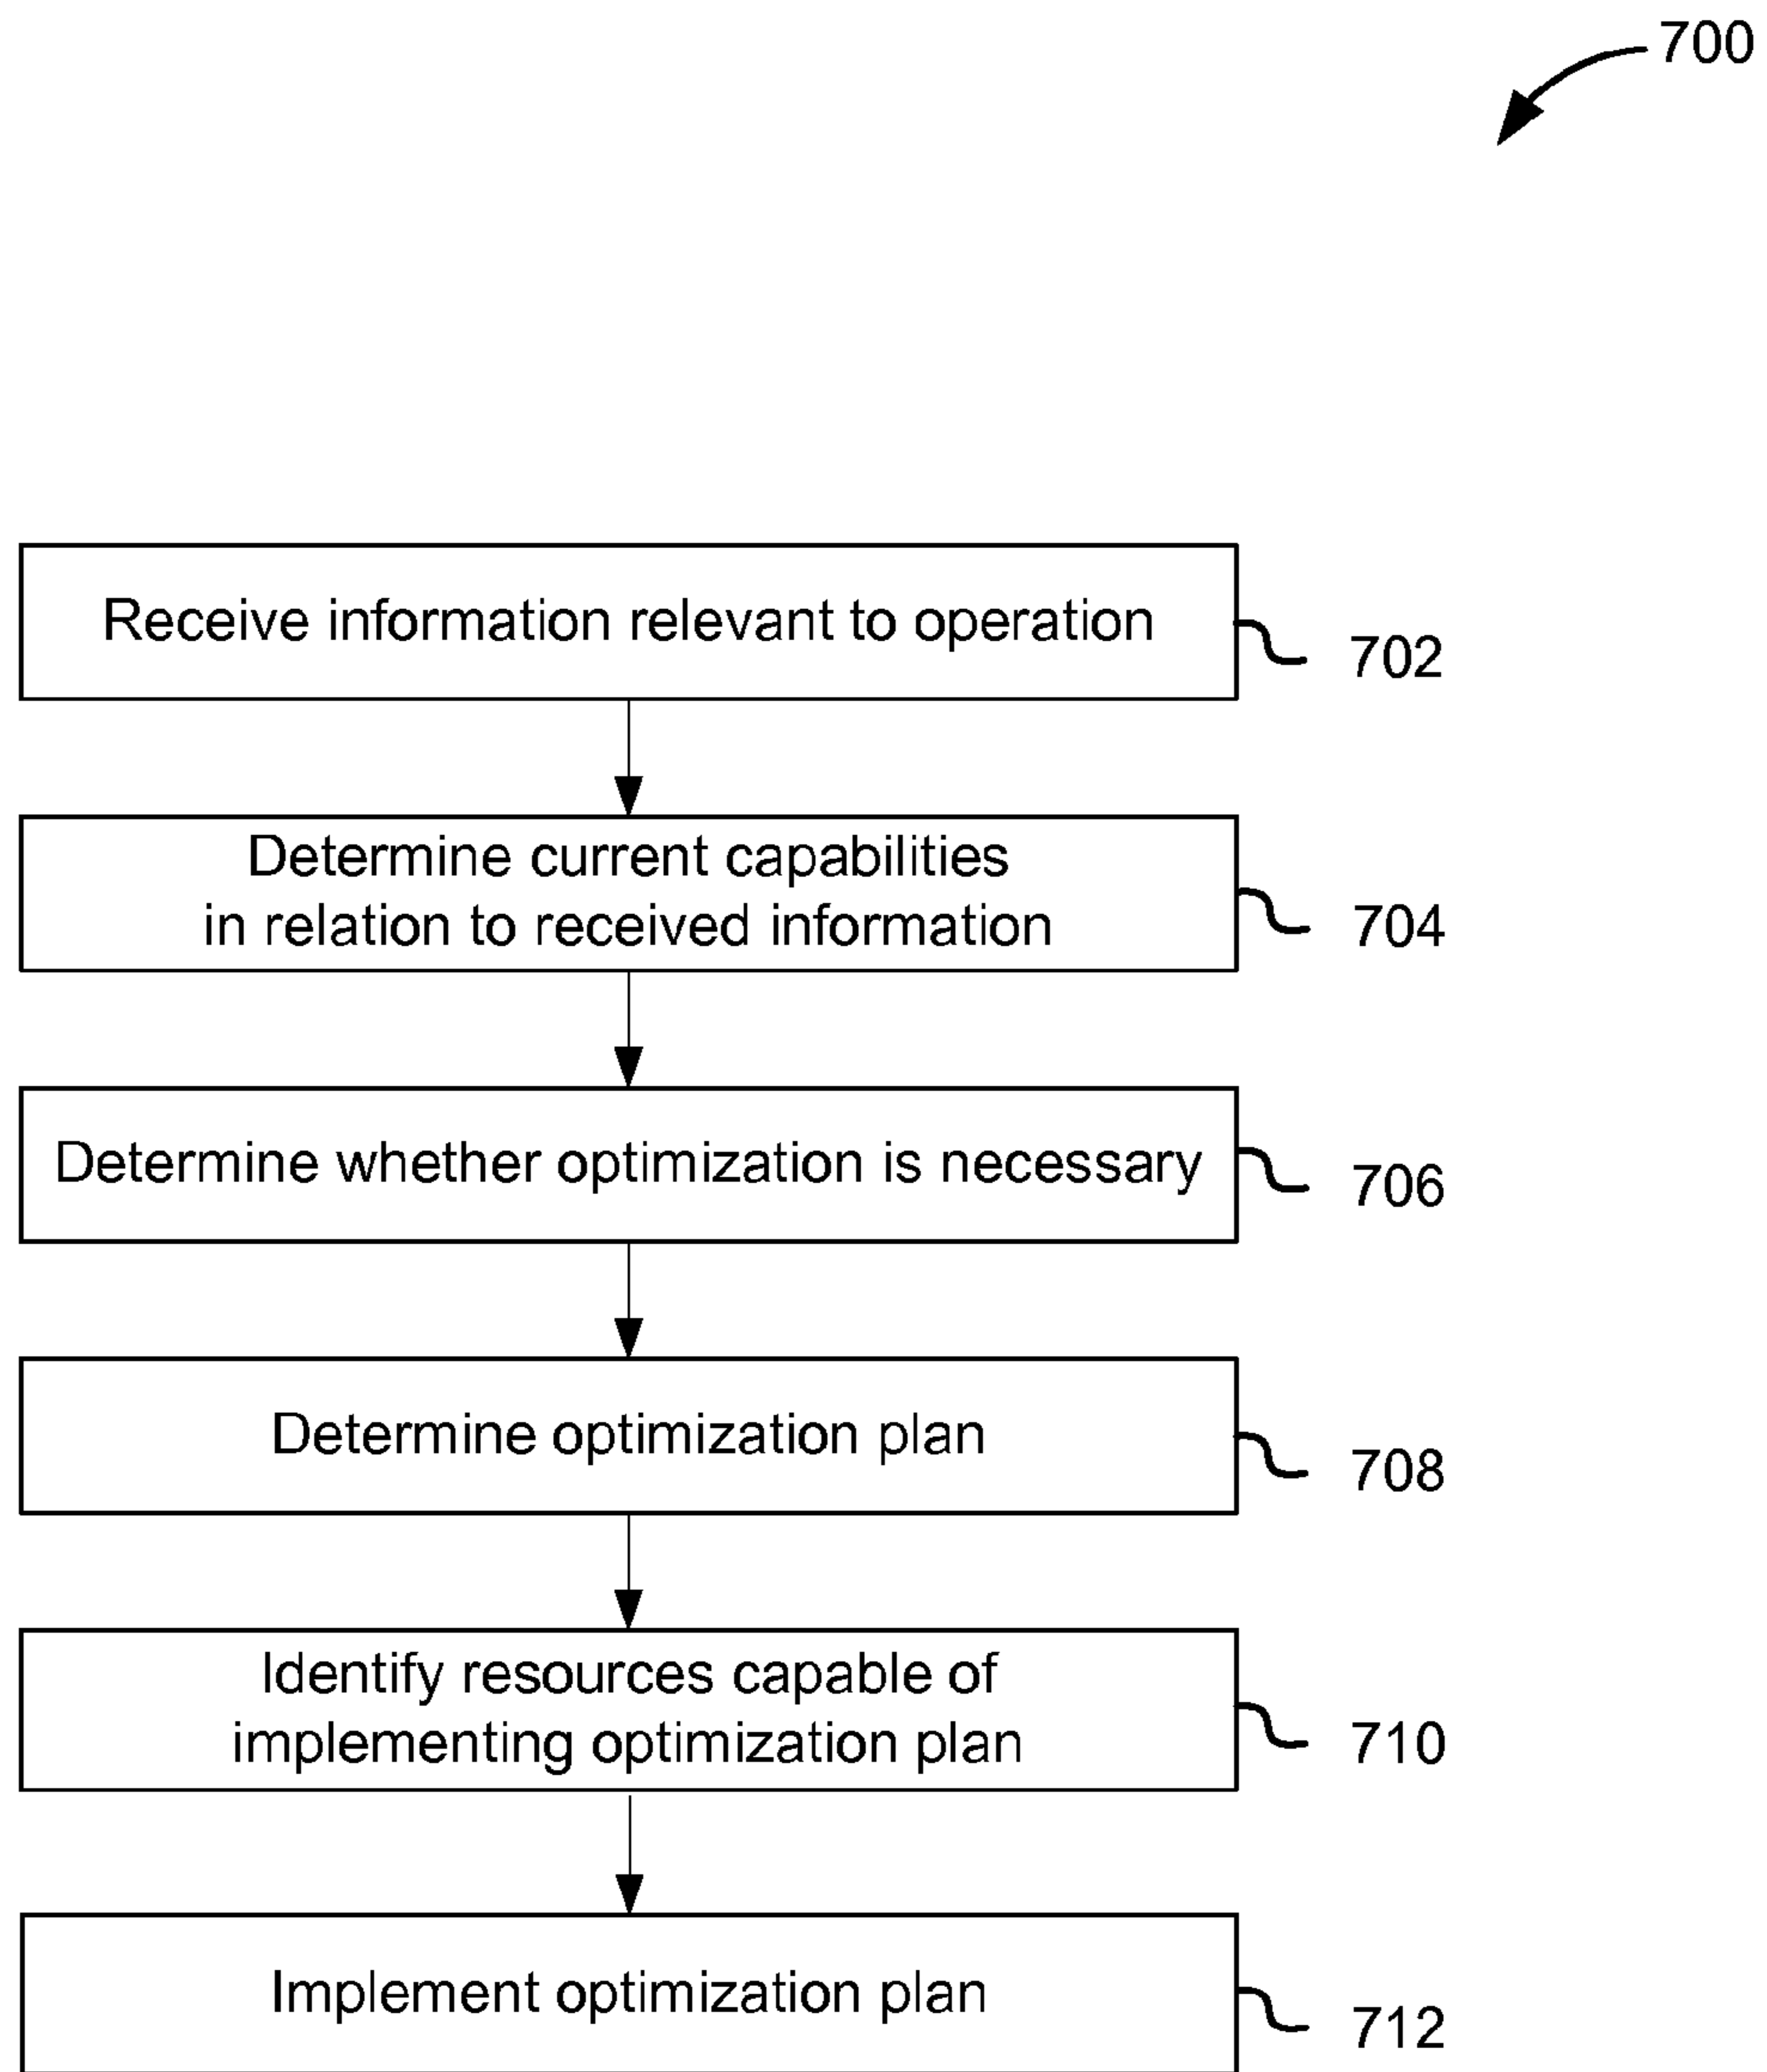 700
Receive information relevant to operation
702
Determine current capabilities
in relation to received information
704
Determine whether optimization is necessary
706
Determine optimization plan
708
Identify resources capable of
implementing optimization plan
710
Implement optimization plan
712